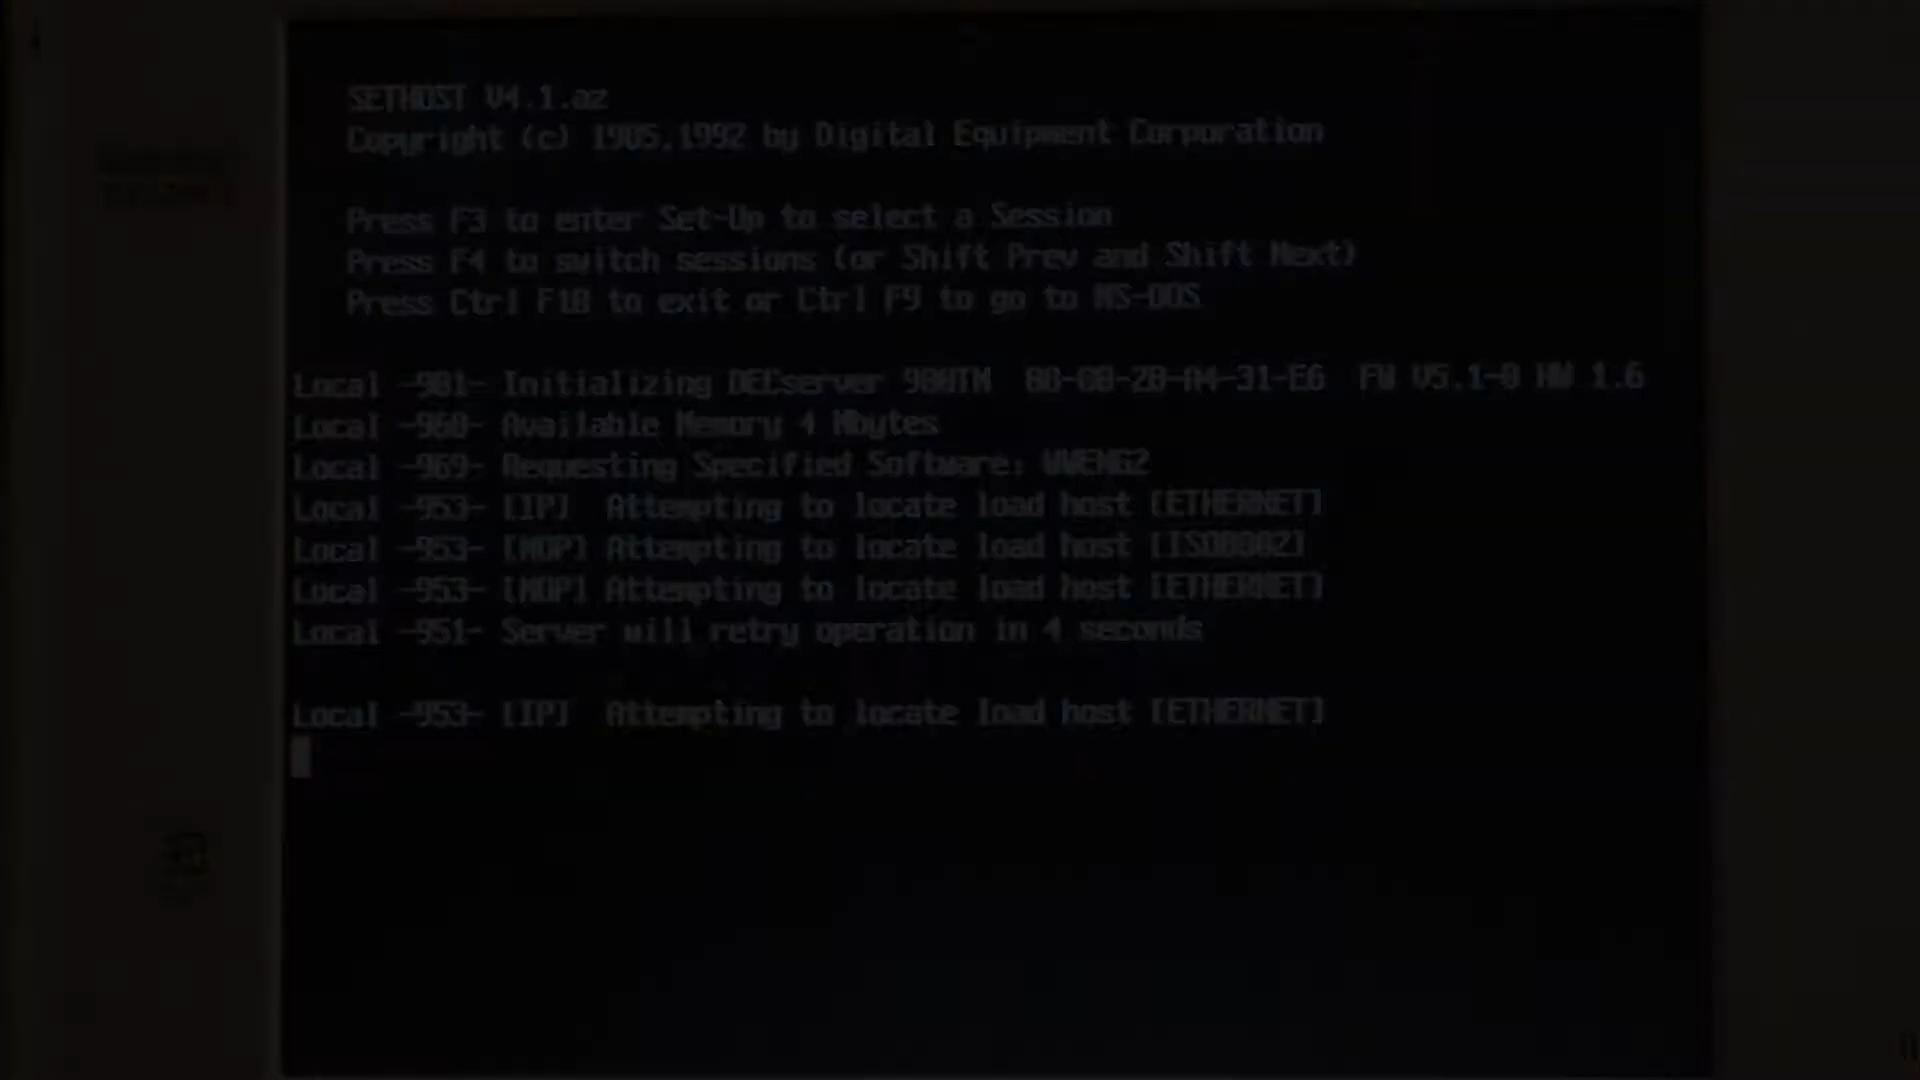 SETHOST V4.1.az
Copyright (c) 1985,1992 by Digital Equipment Corporation
Press F3 to enter Set-Up to select a Session
Press F4 to switch sessions (or Shift Prev and Shift Next)
Press Ctrl F10 to exit or Ctrl F9 to go to MS-DOS
Local -901- Initializing DECserver 900TM 08-00-2B-A4-31-E6 FW V5.1-0 HW 1.6
Local -960- Available Memory 4 Mbytes
Local -969- Requesting Specified Software: WWENG2
Local -953- [IP] Attempting to locate load host [ETHERNET]
Local -953- [MOP] Attempting to locate load host [ISO8802]
Local -953- [MOP] Attempting to locate load host [ETHERNET]
Local -951- Server will retry operation in 4 seconds
Local -953- [IP] Attempting to locate load host [ETHERNET]